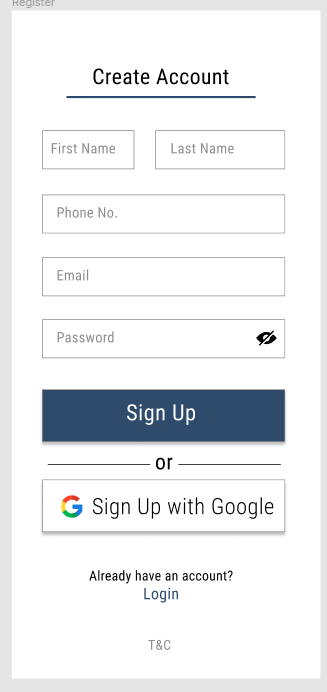 Register
Create Account
First Name Last Name
Phone No.
Email
Password
Sign Up
or
Sign Up with Google
Already have an account?
Login
T&C